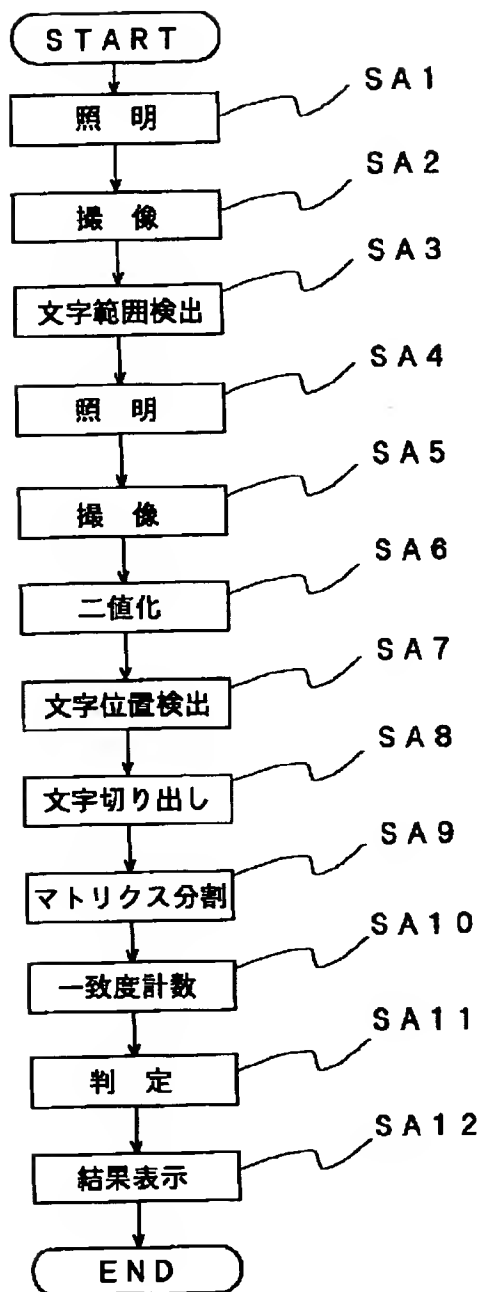 START
SA1
照 明
SA2
撮 像
SA3
文字範囲検出
SA4
照 明
SA5
撮 像
SA6
二値化
SA7
文字位置検出
SA8
文字切り出し
SA9
マトリクス分割
SA10
一致度計数
SA11
判 定
SA12
結果表示
END